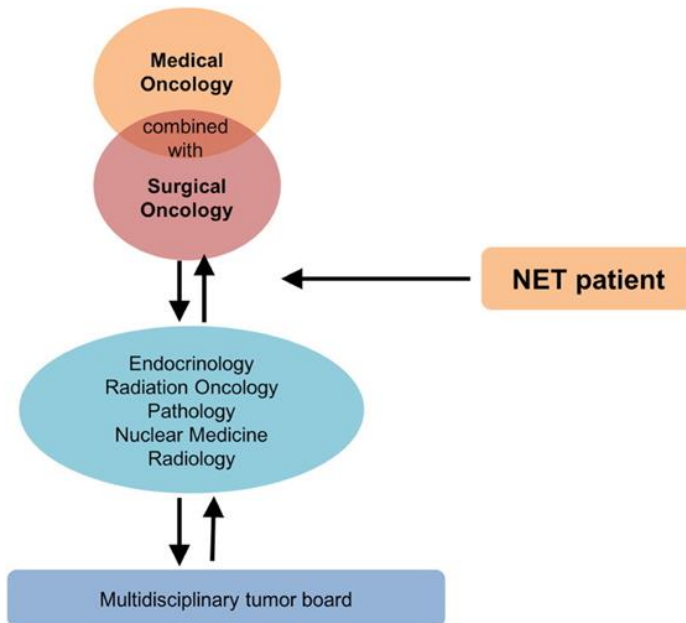 Medical
Oncology
combined
with
Surgical
Oncology
NET patient
Endocrinology
Radiation Oncology
Pathology
Nuclear Medicine
Radiology
Multidisciplinary tumor board